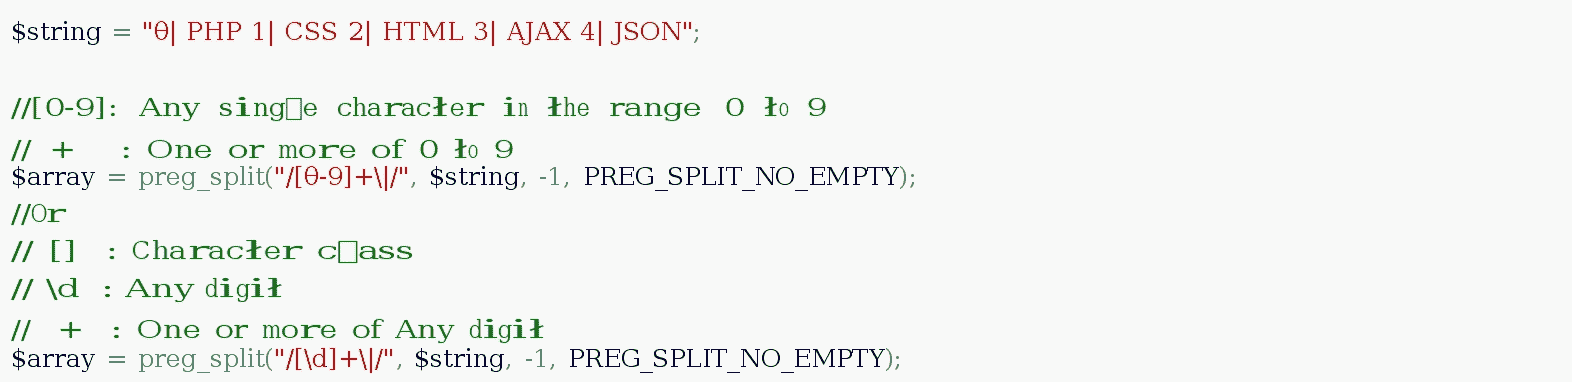 $string = "0| PHP 1| CSS 2| HTML 3| AJAX 4| JSON";
//[0-9]: Any single character in the range 0 to 9
// + : One or more of 0 to 9
$array = preg_split("/[0-9]+\|/", $string, -1, PREG_SPLIT_NO_EMPTY);
//Or
// [] : Character class
// \d : Any digit
// + : One or more of Any digit
$array = preg_split("/[\d]+\|/", $string, -1, PREG_SPLIT_NO_EMPTY);